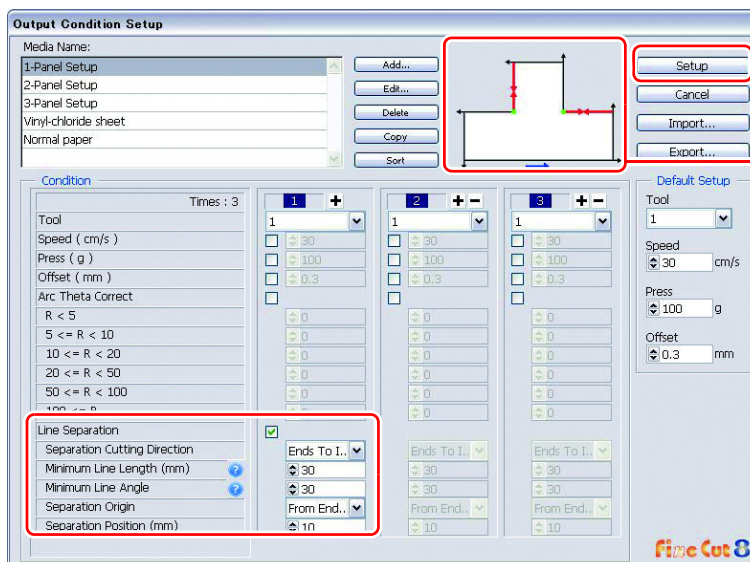 Output Condition Setup
Media Name:
1-Panel Setup
2-Panel Setup
3-Panel Setup
Vinyl-chloride sheet
Normal paper
Add...
Edit...
Delete
Copy
Sort
Setup
Cancel
Import...
Export...
Condition
Times : 3
1 + 2 + - 3 + -
Tool 1 1 1
Speed ( cm/s ) 30 30 30
Press ( g ) 100 100 100
Offset ( mm ) 0.3 0.3 0.3
Arc Theta Correct
R < 5 0 0 0
5 <= R < 10 0 0 0
10 <= R < 20 0 0 0
20 <= R < 50 0 0 0
50 <= R < 100 0 0 0
100 <= R 0 0 0
Line Separation
Separation Cutting Direction Ends To I.. Ends To I.. Ends To I..
Minimum Line Length (mm) ? 30 30 30
Minimum Line Angle ? 30 30 30
Separation Origin From End.. From End.. From End..
Separation Position (mm) 10 10 10
Default Setup
Tool
1
Speed
30 cm/s
Press
100 g
Offset
0.3 mm
Fine Cut 8